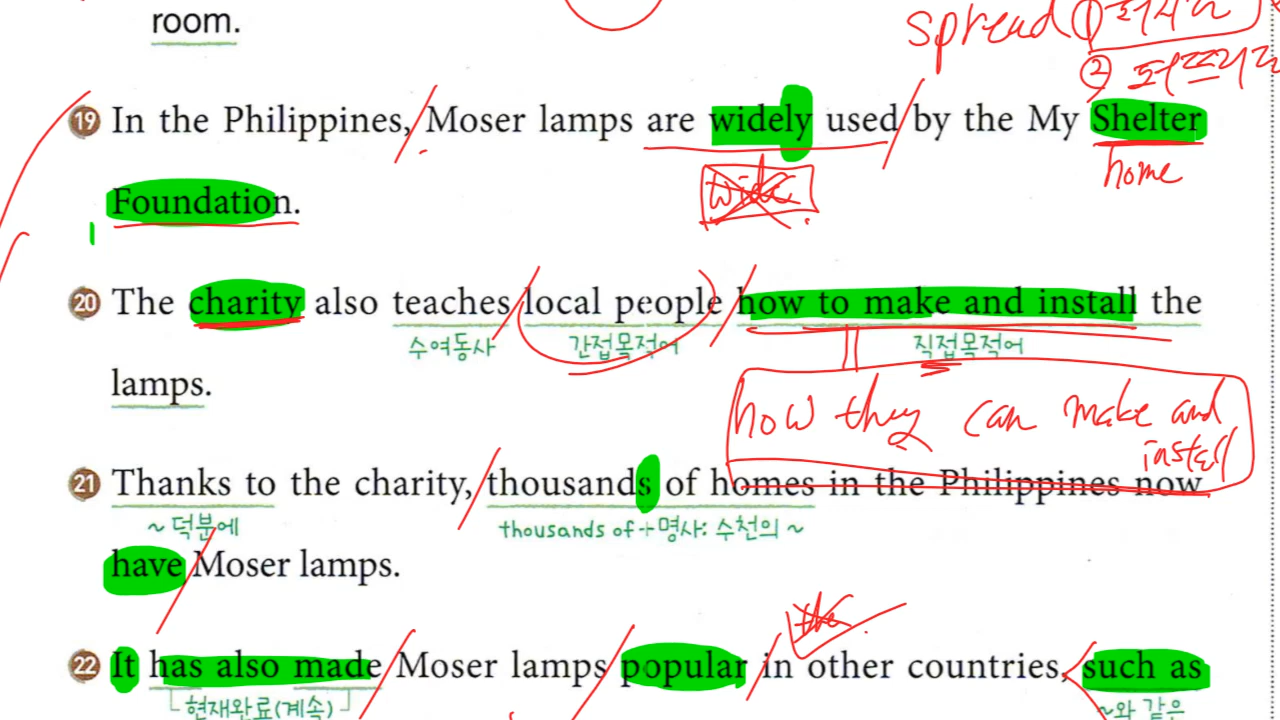 room.
spread ① 퍼지다
② 퍼뜨리다
19 In the Philippines, Moser lamps are widely used by the My Shelter
wide
home
Foundation.
20 The charity also teaches local people how to make and install the
수여동사 간접목적어 직접목적어
lamps.
how they can make and
install
21 Thanks to the charity, thousands of homes in the Philippines now
~ 덕분에 thousands of+명사: 수천의 ~
have Moser lamps.
the
22 It has also made Moser lamps popular in other countries, such as
현재완료(계속) ~와 같은